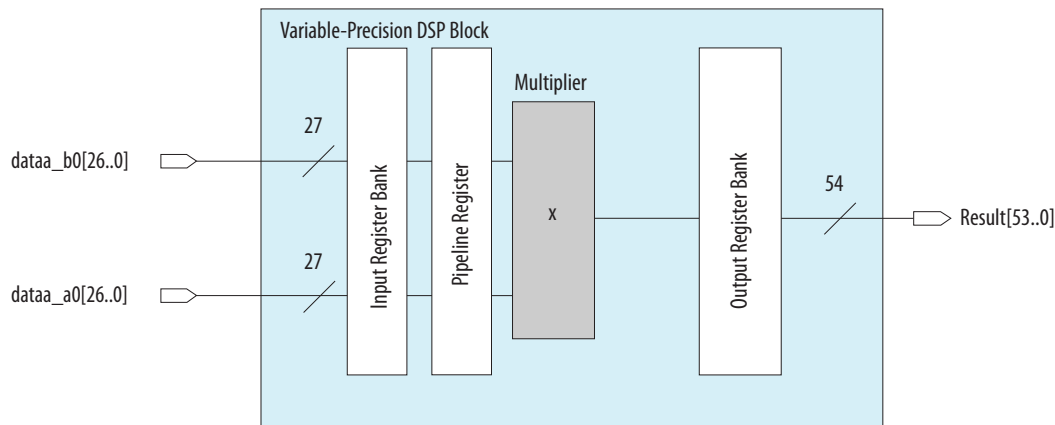 Variable-Precision DSP Block
Multiplier
27
dataa_b0[26..0]
Input Register Bank
Pipeline Register
x
Output Register Bank
54
Result[53..0]
27
dataa_a0[26..0]